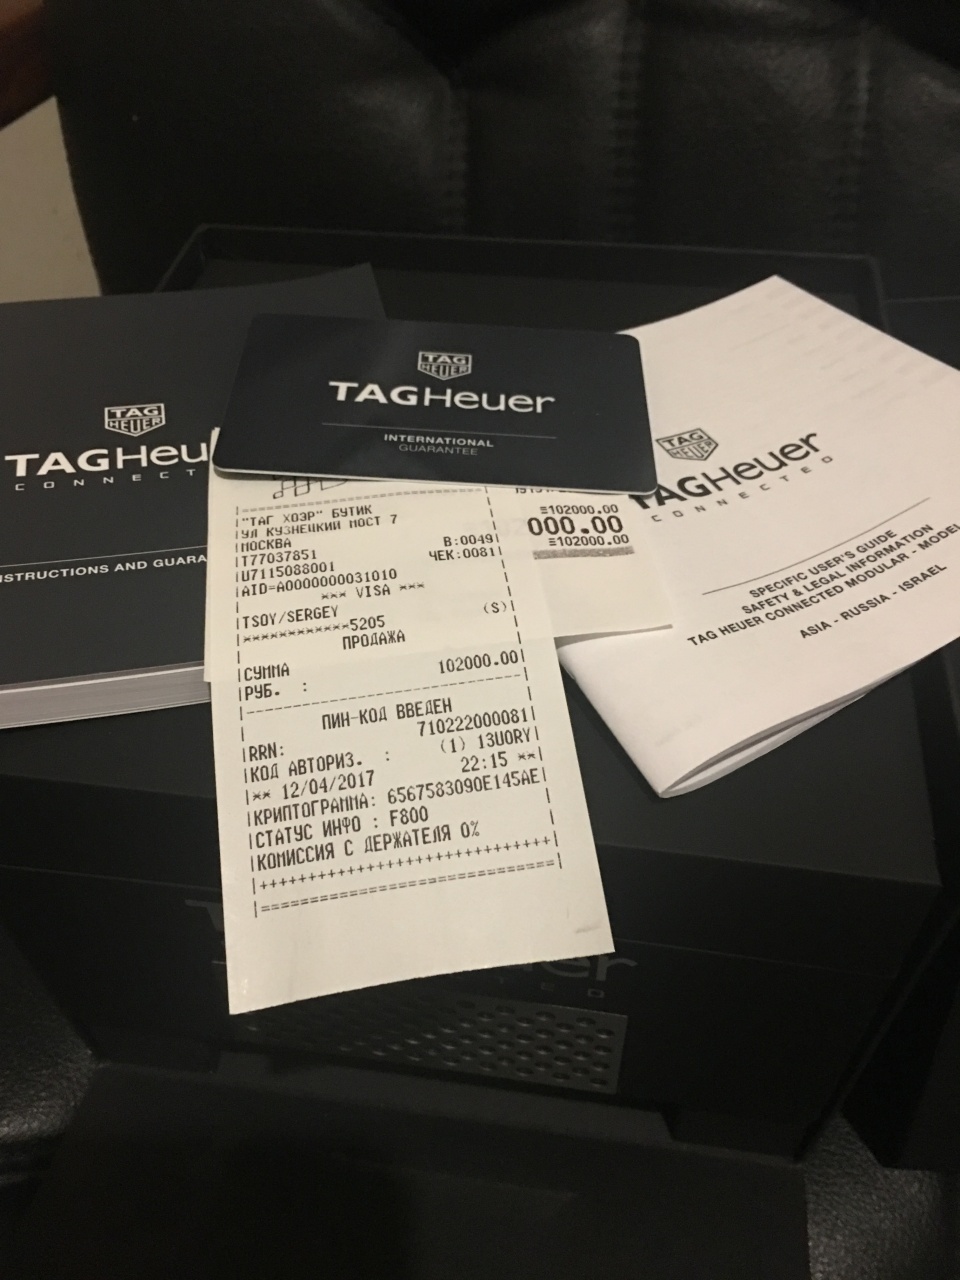 TAG
HEUER
TAGHeuer
INTERNATIONAL
GUARANTEE
TAG
HEUER
TAGHeu
CONNECT
INSTRUCTIONS AND GUARA
TAG
HEUER
TAGHeuer
CONNECTED
SPECIFIC USER'S GUIDE
SAFETY & LEGAL INFORMATION
TAG HEUER CONNECTED MODULAR - MODEL
ASIA - RUSSIA - ISRAEL
≡102000.00
000.00
≡102000.00
"ТАГ ХОЭР" БУТИК
УЛ КУЗНЕЦКИЙ МОСТ 7
МОСКВА В:0049
T77037851 ЧЕК:0081
U7115088001
AID=A0000000031010
*** VISA ***
TSOY/SERGEY (S)
************5205
ПРОДАЖА
СУММА
РУБ. : 102000.00
ПИН-КОД ВВЕДЕН
RRN: 710222000081
КОД АВТОРИЗ. : (1) 13U0RY
** 12/04/2017 22:15 **
КРИПТОГРАММА: 6567583090E145AE
СТАТУС ИНФО : F800
КОМИССИЯ С ДЕРЖАТЕЛЯ 0%